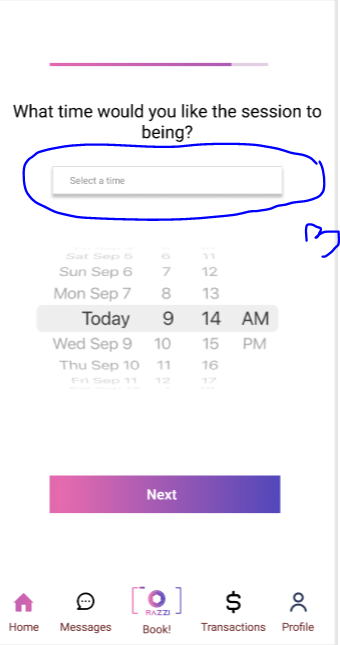 What time would you like the session to
being?
Select a time
Sat Sep 5 6 11
Sun Sep 6 7 12
Mon Sep 7 8 13
Today 9 14 AM
Wed Sep 9 10 15 PM
Thu Sep 10 11 16
Fri Sep 11 12 17
Next
Home Messages RAZZI Book! $ Transactions Profile